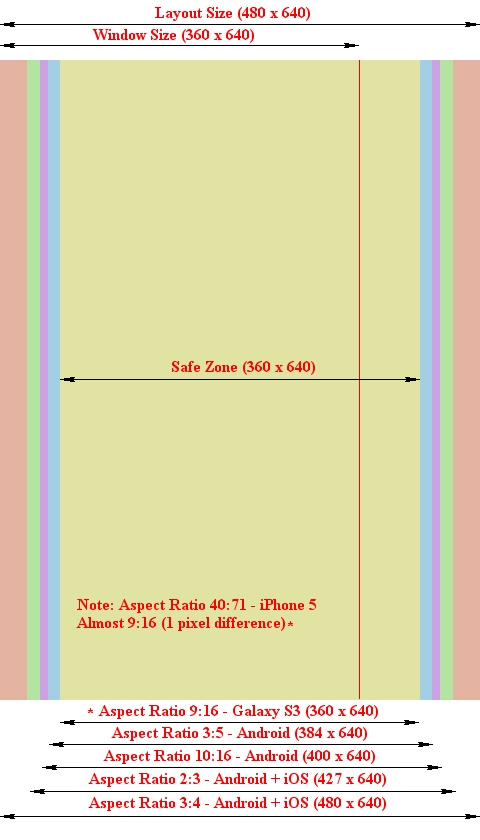 Layout Size (480 x 640)
Window Size (360 x 640)
Safe Zone (360 x 640)
Note: Aspect Ratio 40:71 - iPhone 5
Almost 9:16 (1 pixel difference)*
* Aspect Ratio 9:16 - Galaxy S3 (360 x 640)
Aspect Ratio 3:5 - Android (384 x 640)
Aspect Ratio 10:16 - Android (400 x 640)
Aspect Ratio 2:3 - Android + iOS (427 x 640)
Aspect Ratio 3:4 - Android + iOS (480 x 640)